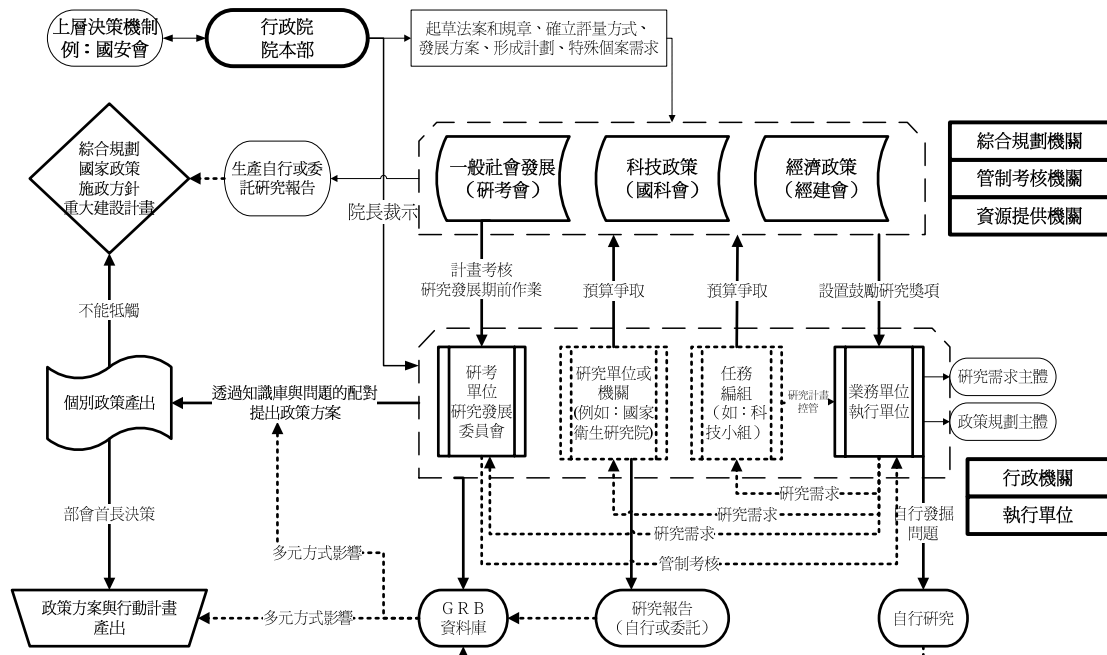 上層決策機制
例：國安會
行政院
院本部
起草法案和規章、確立評量方式、
發展方案、形成計劃、特殊個案需求
綜合規劃
國家政策
施政方針
重大建設計畫
生產自行或委
託研究報告
院長裁示
一般社會發展
（研考會）
科技政策
（國科會）
經濟政策
（經建會）
綜合規劃機關
管制考核機關
資源提供機關
不能牴觸
計畫考核
研究發展期前作業
預算爭取
預算爭取
設置鼓勵研究獎項
個別政策產出
透過知識庫與問題的配對
提出政策方案
研考
單位
研究發展
委員會
研究單位或
機關
(例如：國家
衛生研究院)
任務
編組
（如：科
技小組）
研究計畫
控管
業務單位
執行單位
研究需求主體
政策規劃主體
行政機關
執行單位
研究需求
研究需求
研究需求
管制考核
自行發掘
問題
部會首長決策
多元方式影響
政策方案與行動計畫
產出
多元方式影響
ＧＲＢ
資料庫
研究報告
（自行或委託）
自行研究